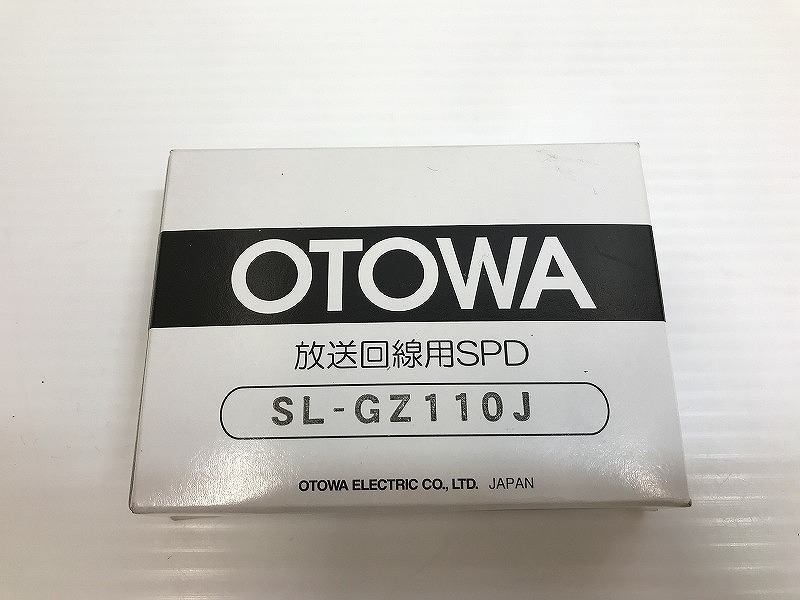 OTOWA
放送回線用SPD
SL-GZ110J
OTOWA ELECTRIC CO., LTD. JAPAN